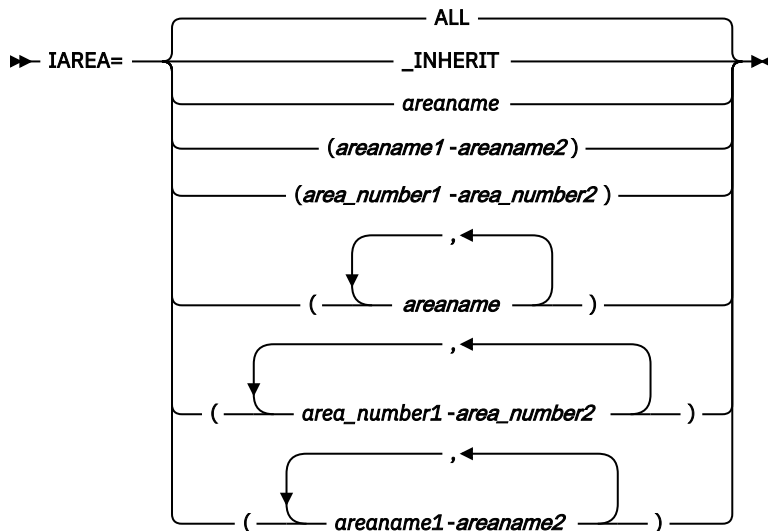 ALL
IAREA= _INHERIT
areaname
(areaname1-areaname2)
(area_number1-area_number2)
,
( areaname )
,
( area_number1-area_number2 )
,
( areaname1-areaname2 )